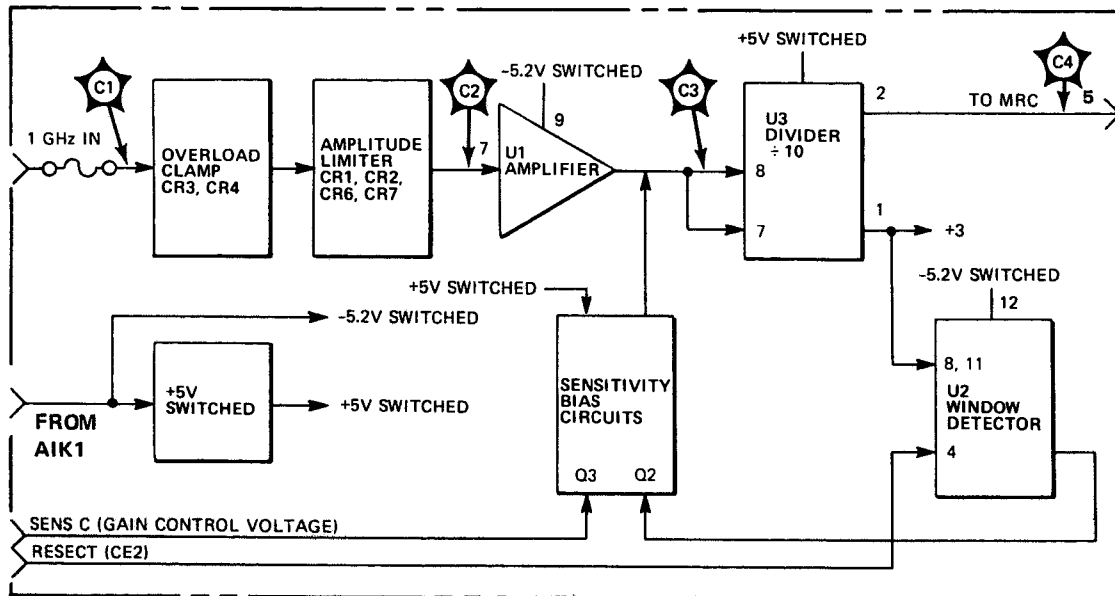 C1
1 GHz IN
OVERLOAD
CLAMP
CR3, CR4
AMPLITUDE
LIMITER
CR1, CR2,
CR6, CR7
C2
7
-5.2V SWITCHED
9
U1
AMPLIFIER
C3
+5V SWITCHED
U3
DIVIDER
÷ 10
8
7
2
1
TO MRC
C4
5
+3
-5.2V SWITCHED
12
8, 11
U2
WINDOW
DETECTOR
4
+5V SWITCHED
SENSITIVITY
BIAS
CIRCUITS
Q3
Q2
-5.2V SWITCHED
+5V
SWITCHED
+5V SWITCHED
FROM
AIK1
SENS C (GAIN CONTROL VOLTAGE)
RESECT (CE2)